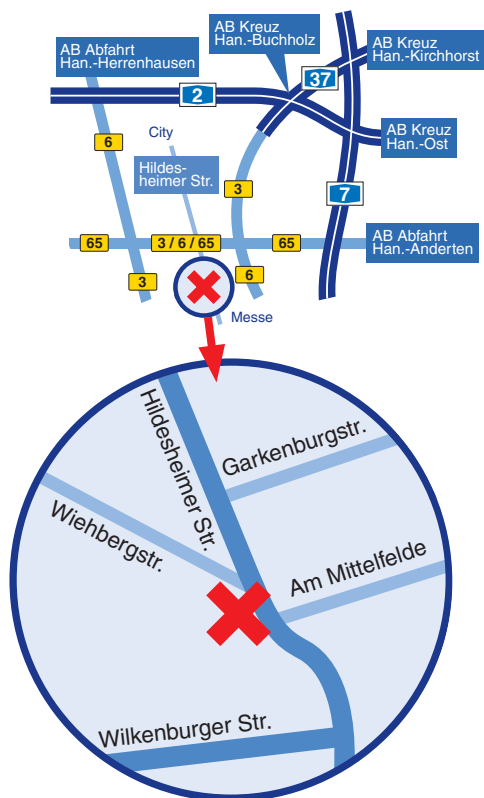 AB Kreuz
Han.-Buchholz
AB Abfahrt
Han.-Herrenhausen
AB Kreuz
Han.-Kirchhorst
37
2
AB Kreuz
Han.-Ost
City
6
Hildes-
heimer Str.
3
7
65
3 / 6 / 65
65
AB Abfahrt
Han.-Anderten
3
6
Messe
Hildesheimer Str.
Garkenburgstr.
Wiehbergstr.
Am Mittelfelde
Wilkenburger Str.